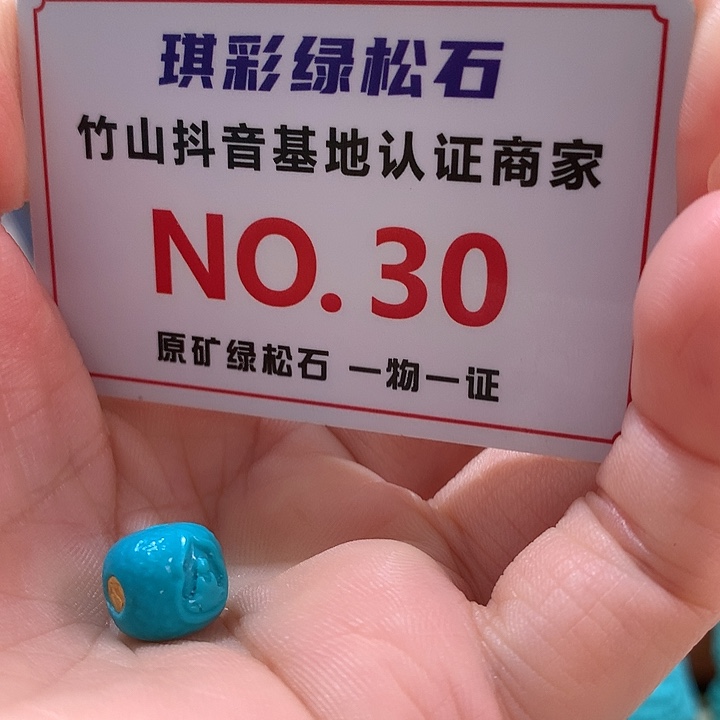 琪彩绿松石
竹山抖音基地认证商家
NO.30
原矿绿松石 一物一证